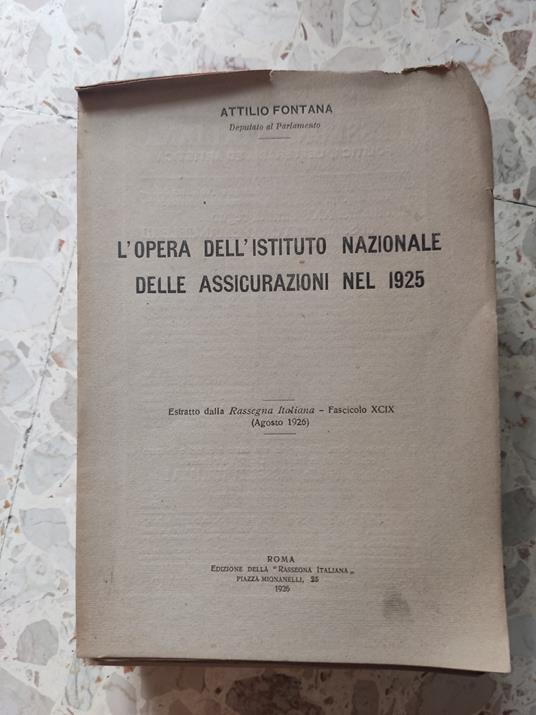 ATTILIO FONTANA
Deputato al Parlamento
L'OPERA DELL'ISTITUTO NAZIONALE
DELLE ASSICURAZIONI NEL 1925
Estratto dalla Rassegna Italiana - Fascicolo XCIX
(Agosto 1926)
ROMA
EDIZIONE DELLA "RASSEGNA ITALIANA„
PIAZZA MIGNANELLI, 25
1926